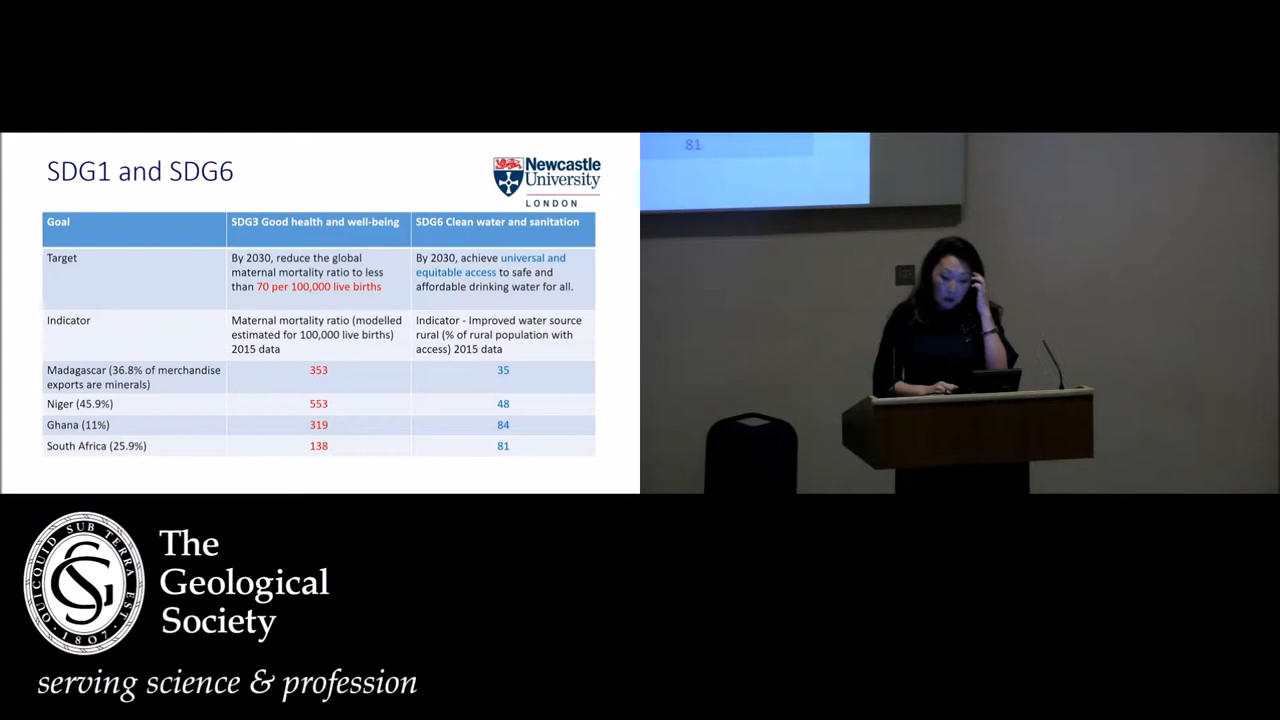 SDG1 and SDG6
Newcastle
University
LONDON
Goal
SDG3 Good health and well-being
SDG6 Clean water and sanitation
Target
By 2030, reduce the global
maternal mortality ratio to less
than 70 per 100,000 live births
By 2030, achieve universal and
equitable access to safe and
affordable drinking water for all.
Indicator
Maternal mortality ratio (modelled
estimated for 100,000 live births)
2015 data
Indicator - Improved water source
rural (% of rural population with
access) 2015 data
Madagascar (36.8% of merchandise
exports are minerals)
353
35
Niger (45.9%)
553
48
Ghana (11%)
319
84
South Africa (25.9%)
138
81
81
QUICQUID SUB TERRA EST
· 1807 ·
The
Geological
Society
serving science & profession